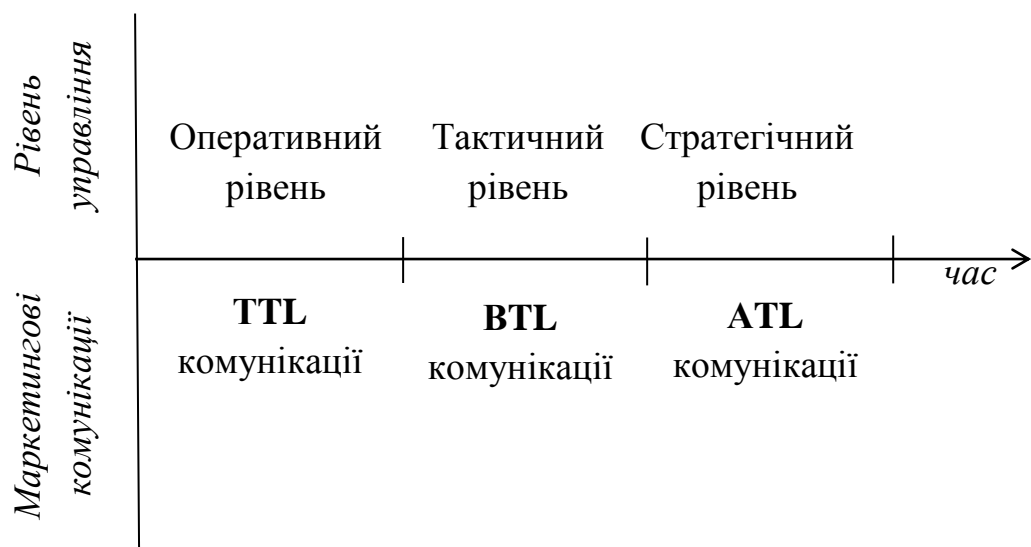 Рівень
управління
Оперативний
рівень
Тактичний
рівень
Стратегічний
рівень
час
Маркетингові
комунікації
TTL
комунікації
BTL
комунікації
ATL
комунікації